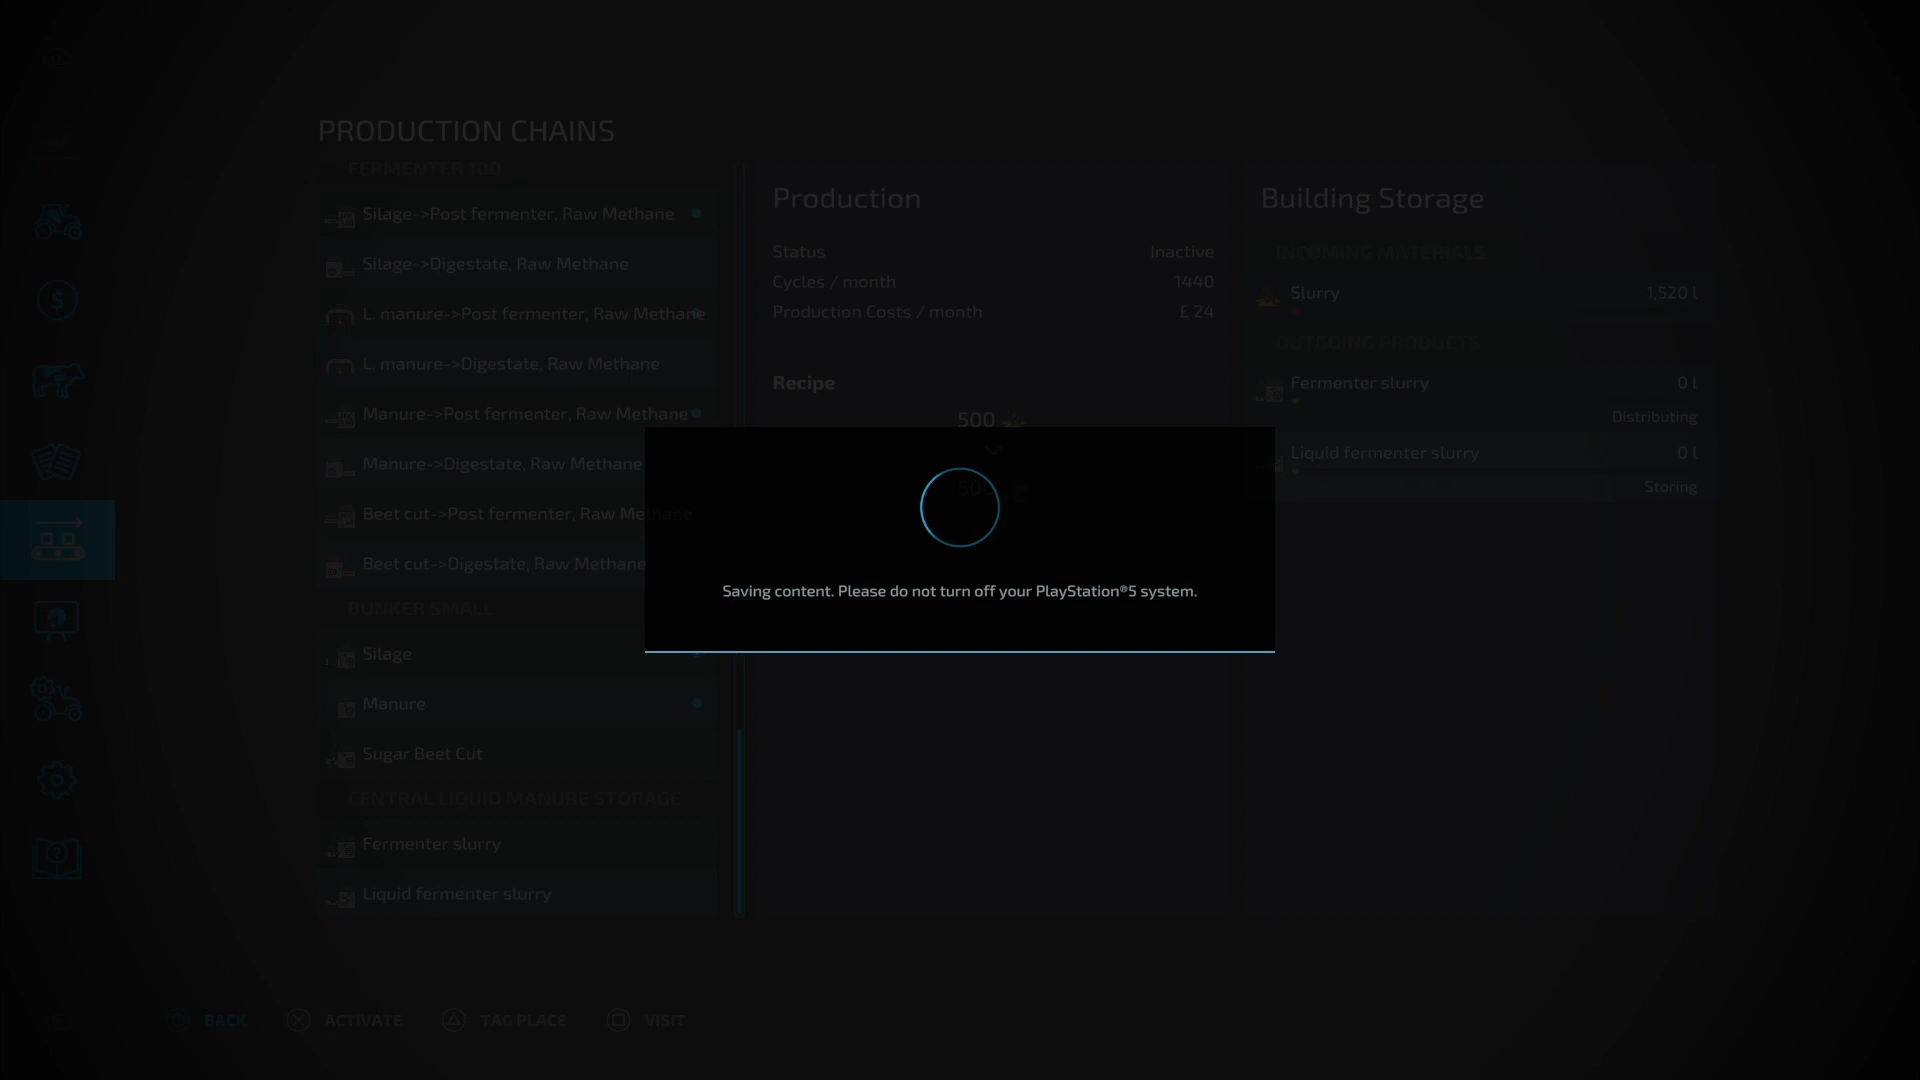 PRODUCTION CHAINS
FERMENTER 100
Silage->Post fermenter, Raw Methane
Silage->Digestate, Raw Methane
L. manure->Post fermenter, Raw Methane
L. manure->Digestate, Raw Methane
Manure->Post fermenter, Raw Methane
Manure->Digestate, Raw Methane
Beet cut->Post fermenter, Raw Methane
Beet cut->Digestate, Raw Methane
BUNKER SMALL
Silage
Manure
Sugar Beet Cut
CENTRAL LIQUID MANURE STORAGE
Fermenter slurry
Liquid fermenter slurry
Production
Status Inactive
Cycles / month 1440
Production Costs / month £ 24
Recipe
500
500
Building Storage
INCOMING MATERIALS
Slurry 1,520 l
OUTGOING PRODUCTS
Fermenter slurry 0 l
Distributing
Liquid fermenter slurry 0 l
Storing
Saving content. Please do not turn off your PlayStation®5 system.
BACK ACTIVATE TAG PLACE VISIT